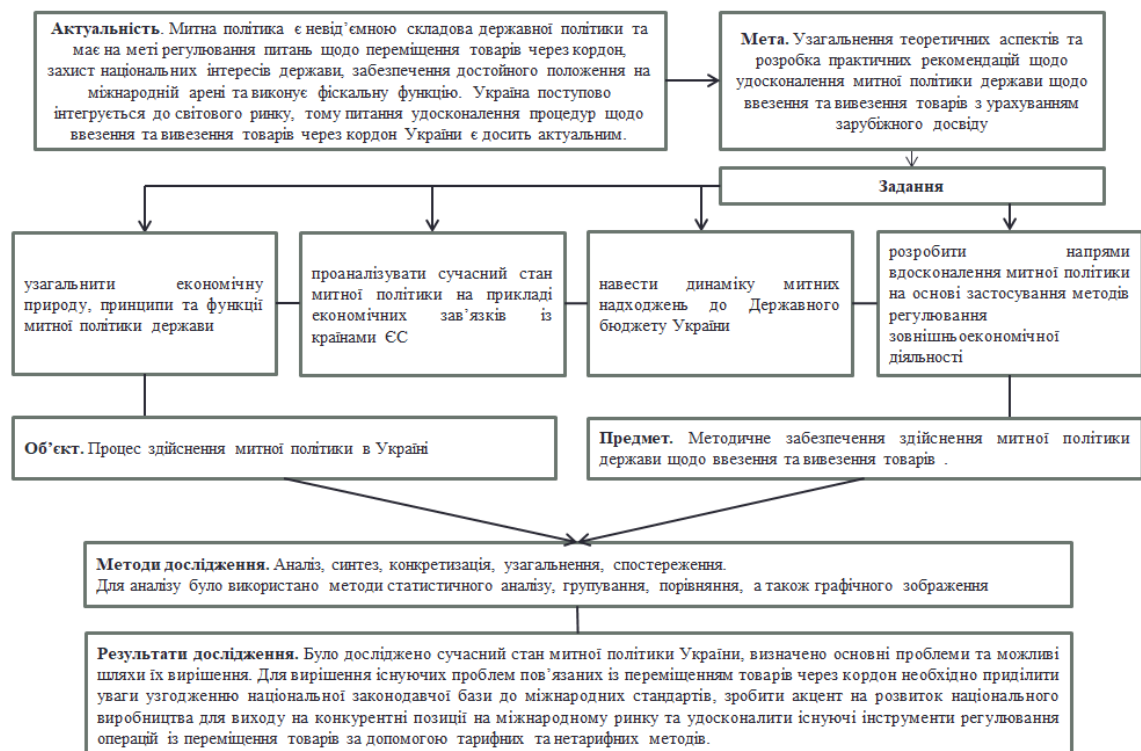 Актуальність. Митна політика є невід’ємною складова державної політики та
має на меті регулювання питань щодо переміщення товарів через кордон,
захист національних інтересів держави, забезпечення достойного положення на
міжнародній арені та виконує фіскальну функцію. Україна поступово
інтегрується до світового ринку, тому питання удосконалення процедур щодо
ввезення та вивезення товарів через кордон України є досить актуальним.
Мета. Узагальнення теоретичних аспектів та
розробка практичних рекомендацій щодо
удосконалення митної політики держави щодо
ввезення та вивезення товарів з урахуванням
зарубіжного досвіду
Задання
узагальнити економічну
природу, принципи та функції
митної політики держави
проаналізувати сучасний стан
митної політики на прикладі
економічних зав’язків із
країнами ЄС
навести динаміку митних
надходжень до Державного
бюджету України
розробити напрями
вдосконалення митної політики
на основі застосування методів
регулювання
зовнішньоекономічної
діяльності
Об’єкт. Процес здійснення митної політики в Україні
Предмет. Методичне забезпечення здійснення митної політики
держави щодо ввезення та вивезення товарів .
Методи дослідження. Аналіз, синтез, конкретизація, узагальнення, спостереження.
Для аналізу було використано методи статистичного аналізу, групування, порівняння, а також графічного зображення
Результати дослідження. Було досліджено сучасний стан митної політики України, визначено основні проблеми та можливі
шляхи їх вирішення. Для вирішення існуючих проблем пов’язаних із переміщенням товарів через кордон необхідно приділити
уваги узгодженню національної законодавчої бази до міжнародних стандартів, зробити акцент на розвиток національного
виробництва для виходу на конкурентні позиції на міжнародному ринку та удосконалити існуючі інструменти регулювання
операцій із переміщення товарів за допомогою тарифних та нетарифних методів.